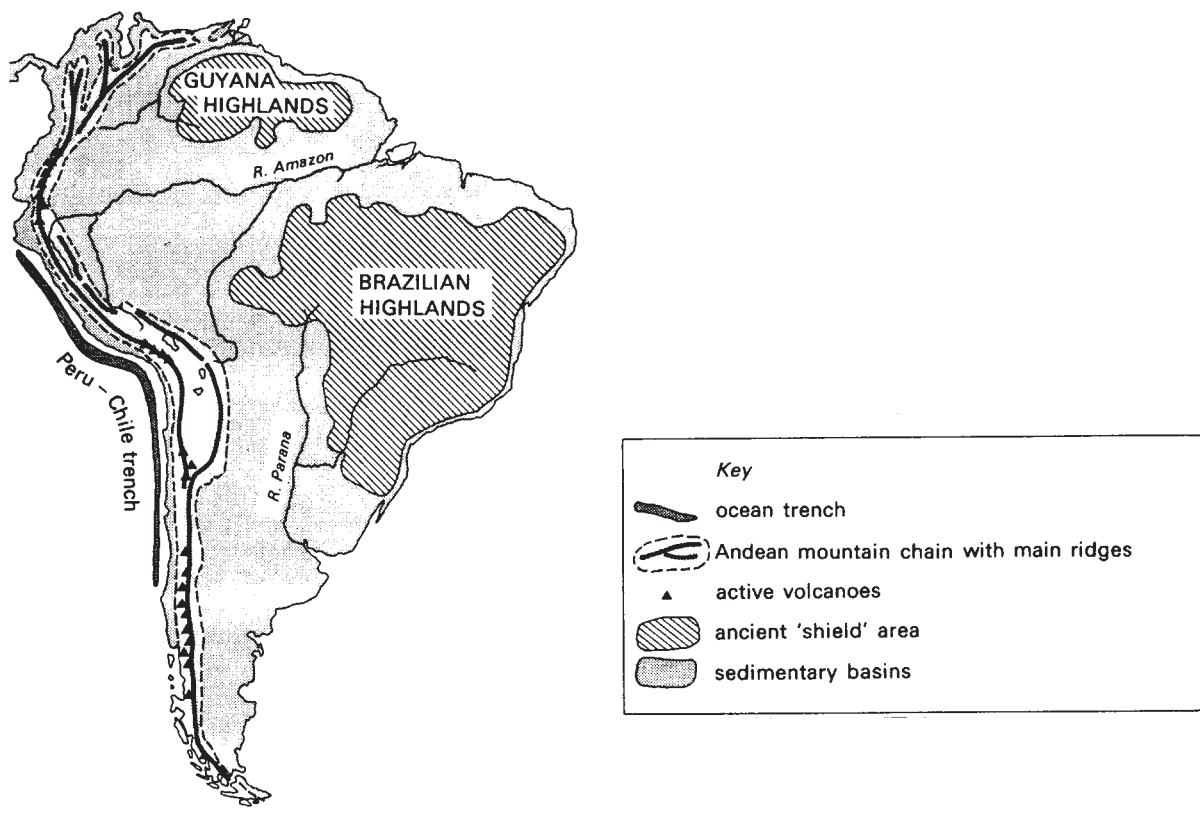 GUYANA
HIGHLANDS
R. Amazon
BRAZILIAN
HIGHLANDS
Peru – Chile trench
R. Parana
Key
ocean trench
Andean mountain chain with main ridges
active volcanoes
ancient 'shield' area
sedimentary basins